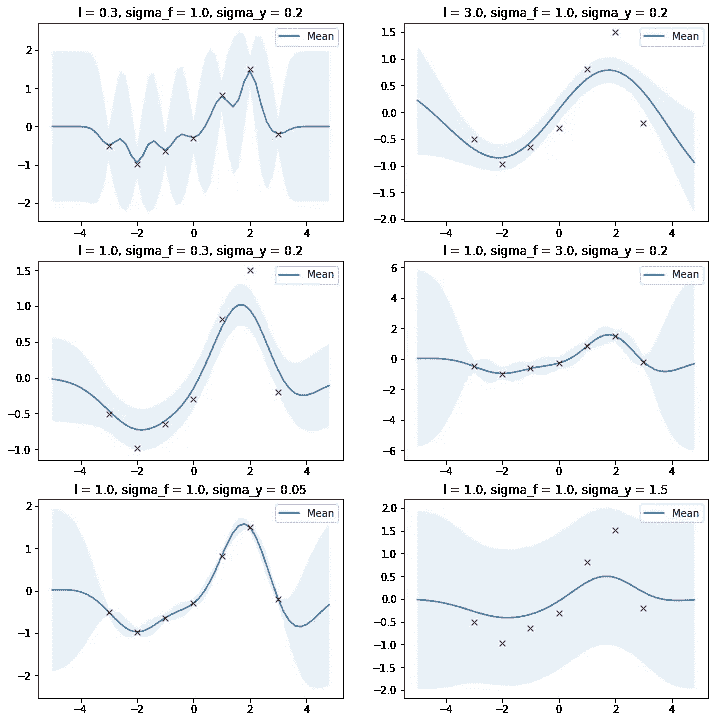 l = 0.3, sigma_f = 1.0, sigma_y = 0.2
Mean
2
1
0
−1
−2
−4 −2 0 2 4
l = 3.0, sigma_f = 1.0, sigma_y = 0.2
Mean
1.5
1.0
0.5
0.0
−0.5
−1.0
−1.5
−2.0
−4 −2 0 2 4
l = 1.0, sigma_f = 0.3, sigma_y = 0.2
Mean
1.5
1.0
0.5
0.0
−0.5
−1.0
−4 −2 0 2 4
l = 1.0, sigma_f = 3.0, sigma_y = 0.2
Mean
6
4
2
0
−2
−4
−6
−4 −2 0 2 4
l = 1.0, sigma_f = 1.0, sigma_y = 0.05
Mean
2
1
0
−1
−2
−4 −2 0 2 4
l = 1.0, sigma_f = 1.0, sigma_y = 1.5
Mean
2.0
1.5
1.0
0.5
0.0
−0.5
−1.0
−1.5
−2.0
−4 −2 0 2 4